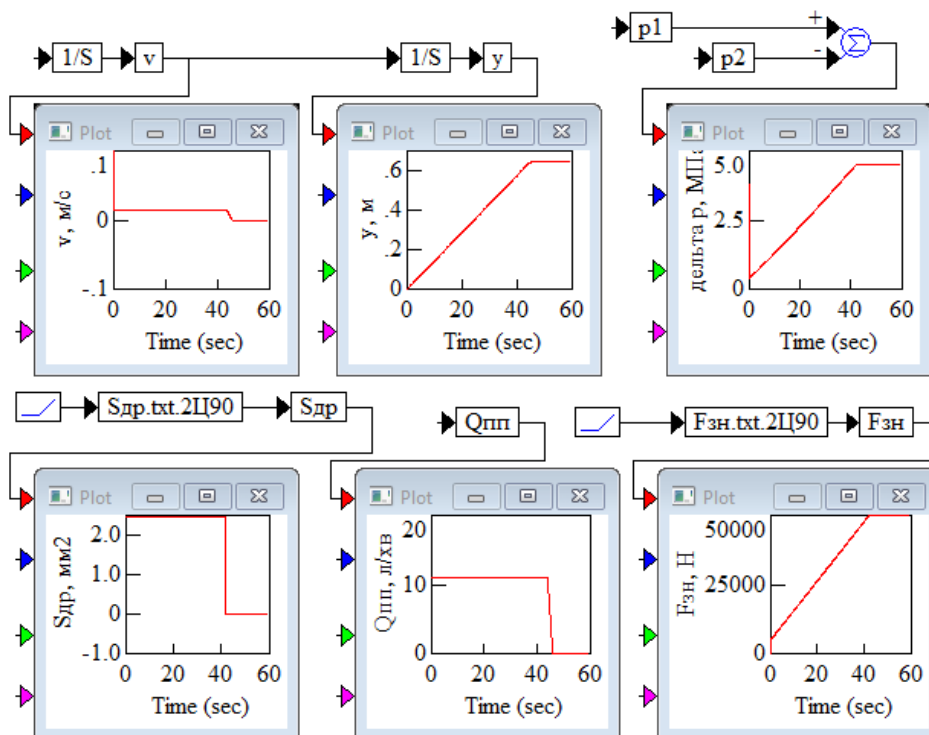 p1
+
1/S
v
1/S
y
p2
-
Σ
Plot
v, м/с
.1
0
-.1
0 20 40 60
Time (sec)
Plot
у, м
.6
.4
.2
0
0 20 40 60
Time (sec)
Plot
дельта р, МПа
5.0
2.5
0
0 20 40 60
Time (sec)
Sдр.txt.2Ц90
Sдр
Qпп
Fзн.txt.2Ц90
Fзн
Plot
Sдр, мм2
2.0
1.0
0
-1.0
0 20 40 60
Time (sec)
Plot
Qпп, л/хв
20
10
0
0 20 40 60
Time (sec)
Plot
Fзн, Н
50000
25000
0
0 20 40 60
Time (sec)